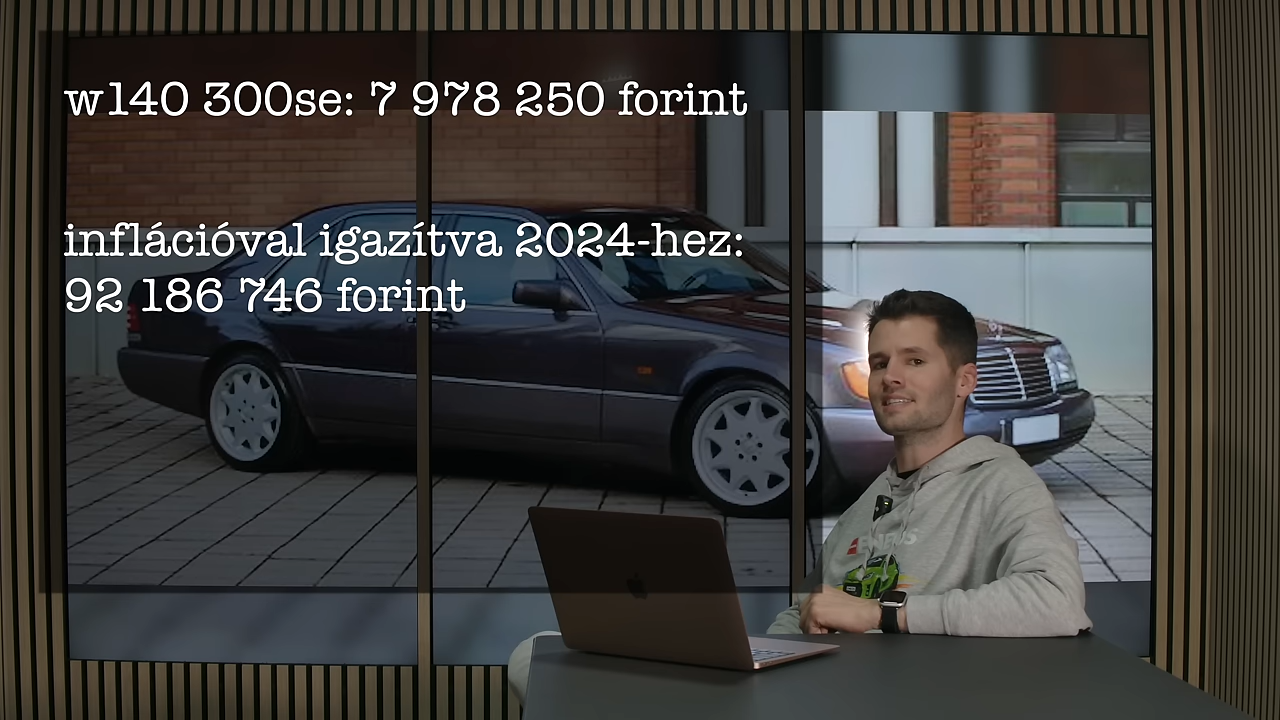 w140 300se: 7 978 250 forint
inflációval igazítva 2024-hez:
92 186 746 forint